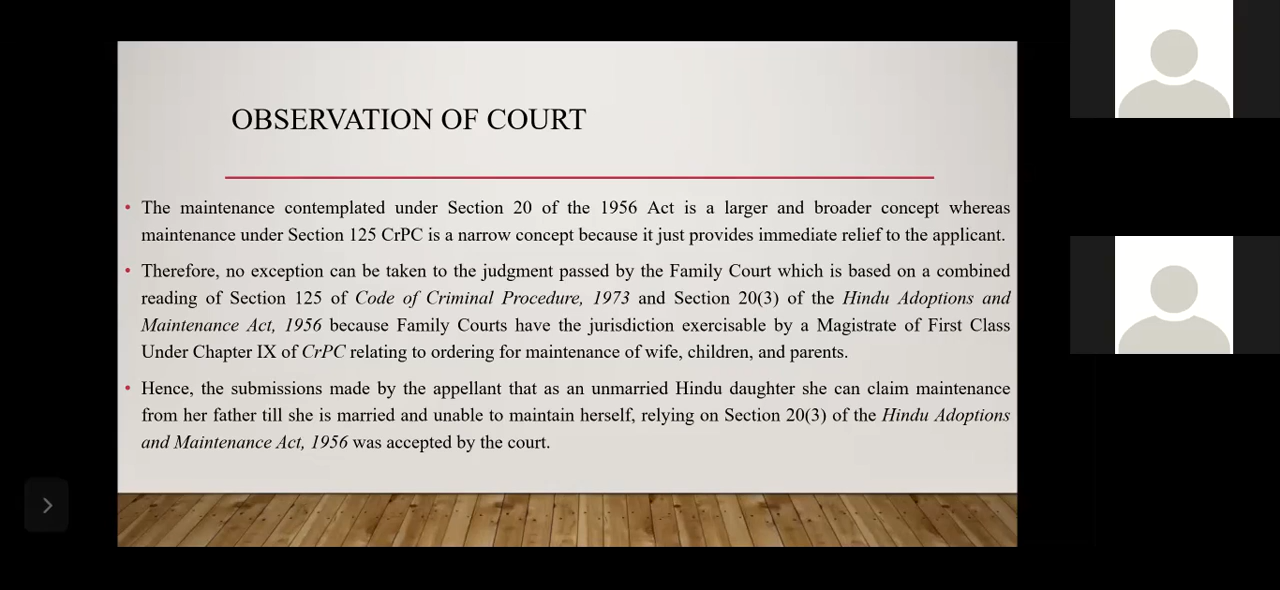 OBSERVATION OF COURT
• The maintenance contemplated under Section 20 of the 1956 Act is a larger and broader concept whereas
maintenance under Section 125 CrPC is a narrow concept because it just provides immediate relief to the applicant.
• Therefore, no exception can be taken to the judgment passed by the Family Court which is based on a combined
reading of Section 125 of Code of Criminal Procedure, 1973 and Section 20(3) of the Hindu Adoptions and
Maintenance Act, 1956 because Family Courts have the jurisdiction exercisable by a Magistrate of First Class
Under Chapter IX of CrPC relating to ordering for maintenance of wife, children, and parents.
• Hence, the submissions made by the appellant that as an unmarried Hindu daughter she can claim maintenance
from her father till she is married and unable to maintain herself, relying on Section 20(3) of the Hindu Adoptions
and Maintenance Act, 1956 was accepted by the court.